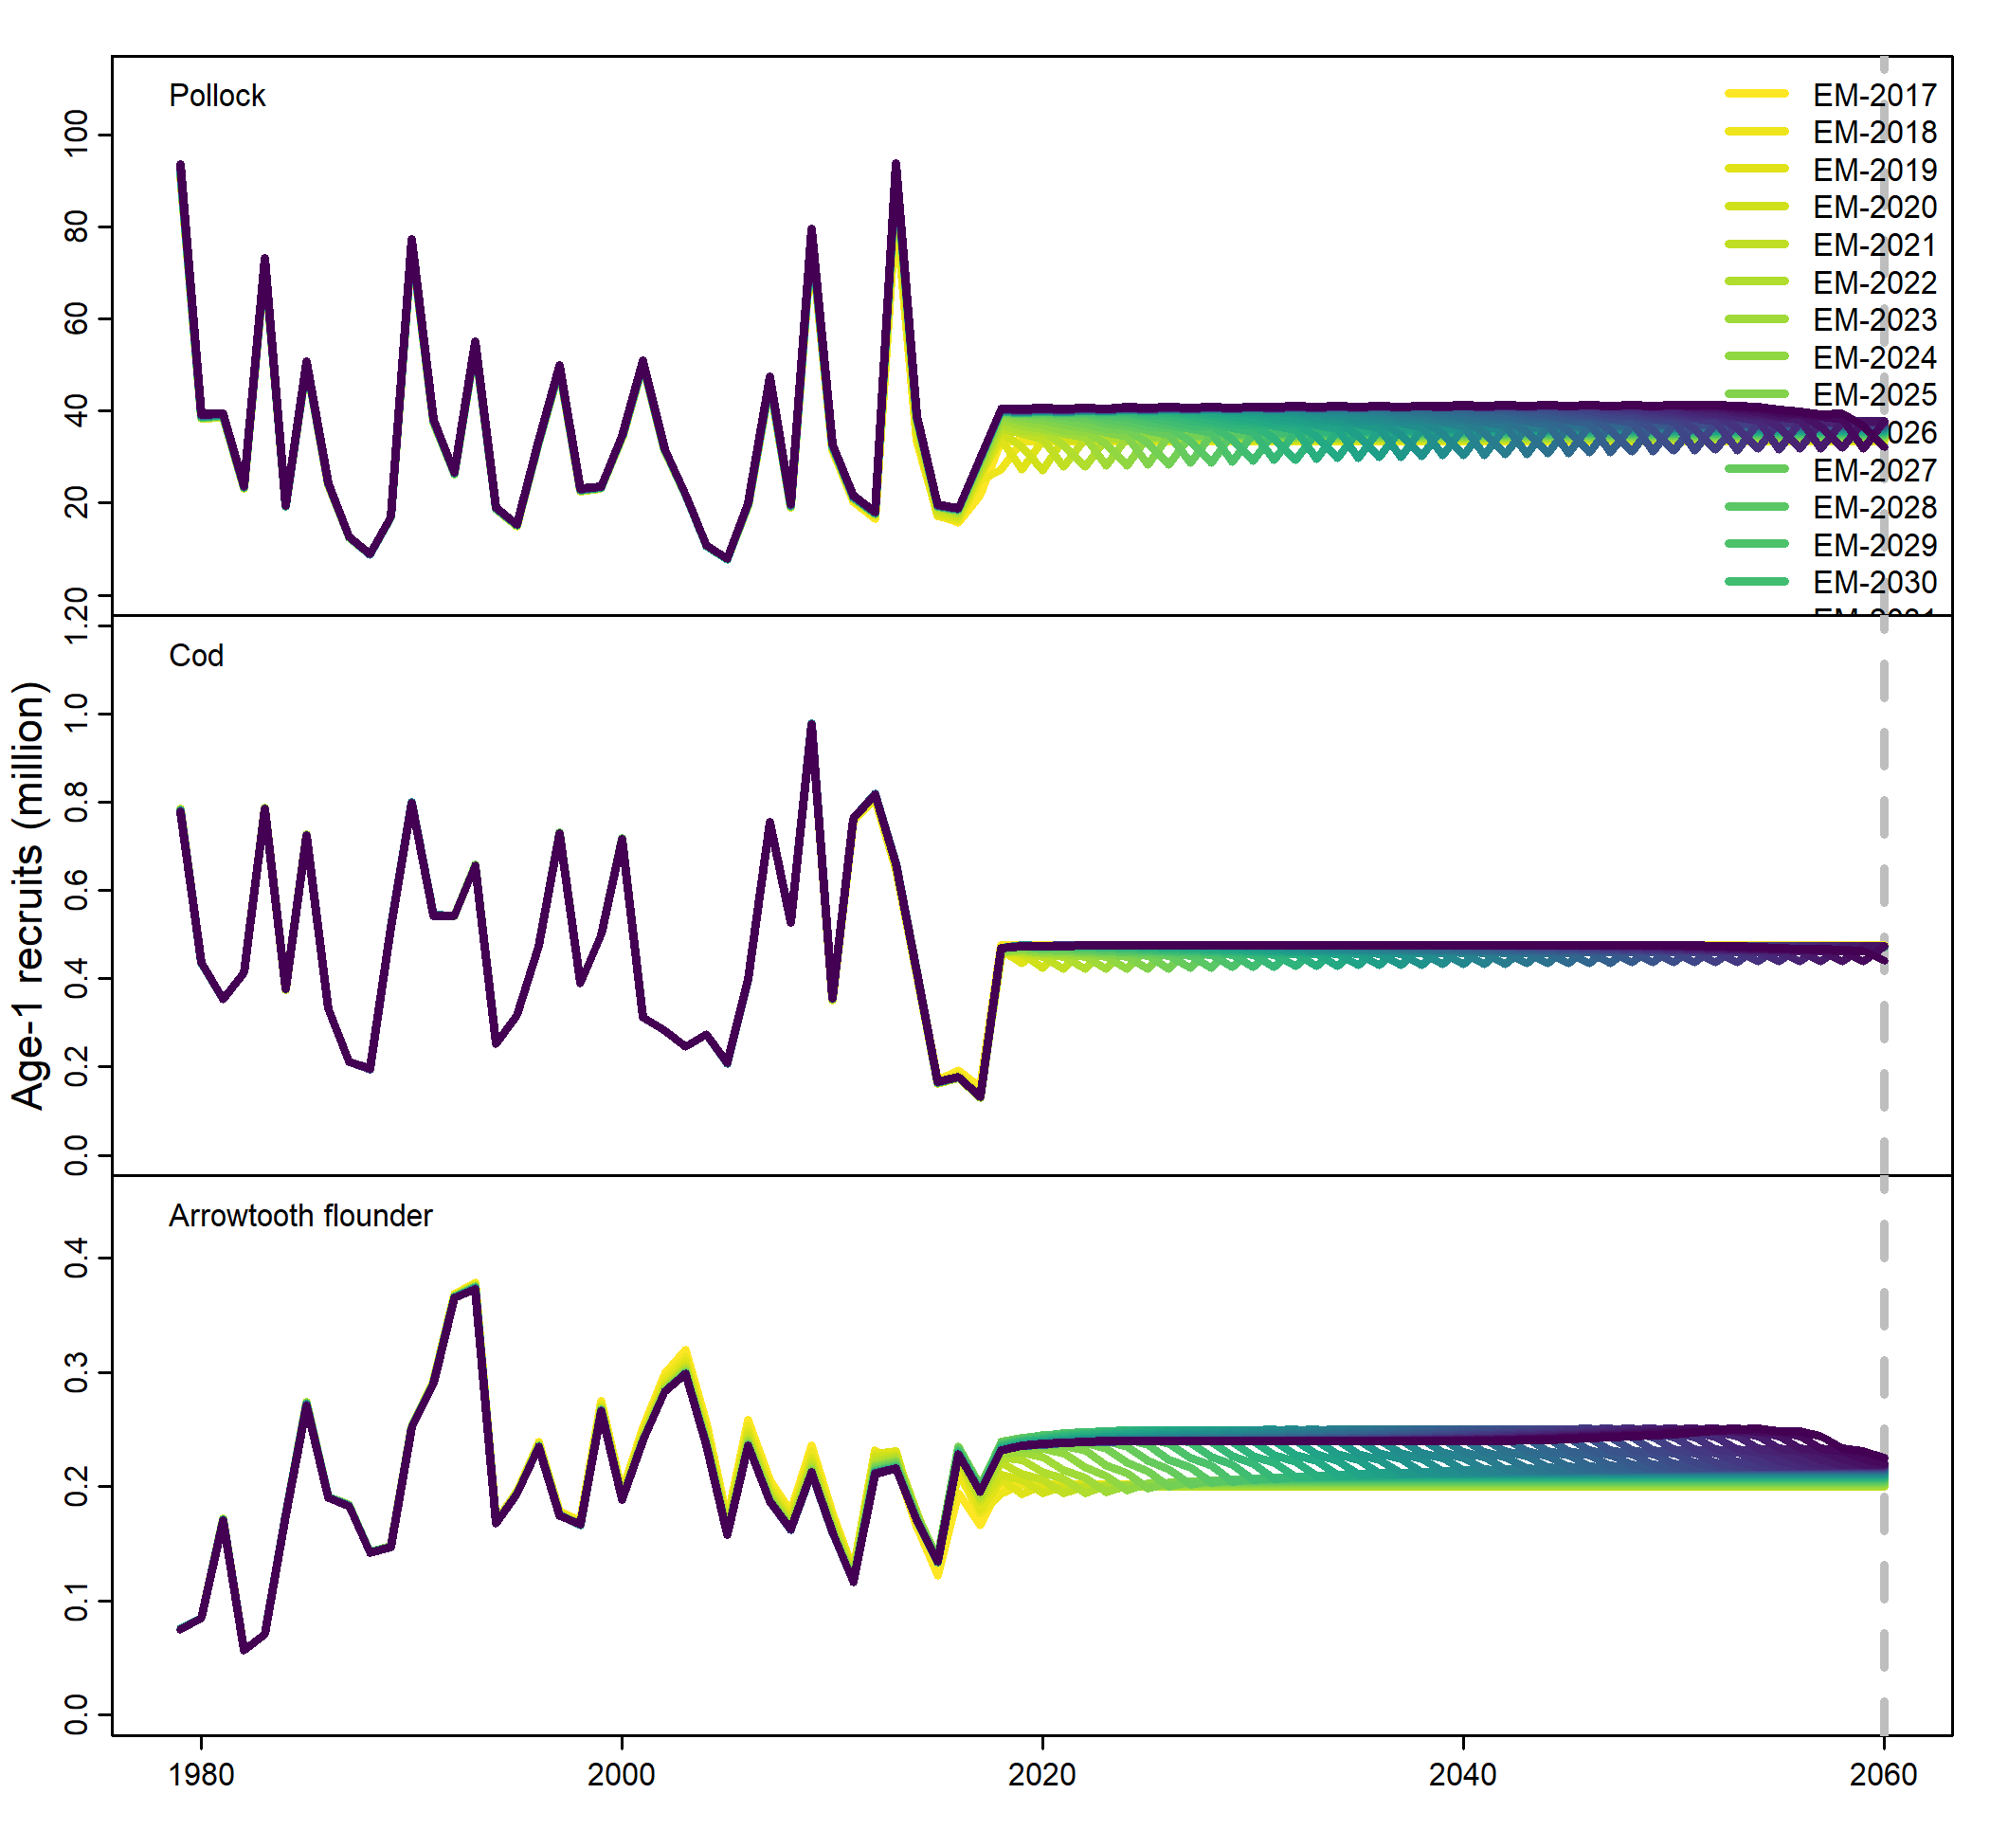 Pollock
EM-2017
EM-2018
EM-2019
EM-2020
EM-2021
EM-2022
EM-2023
EM-2024
EM-2025
026
EM-2027
EM-2028
EM-2029
EM-2030
100
80
60
40
20
Cod
1.0
0.8
0.6
0.4
0.2
0.0
Age-1 recruits (million)
Arrowtooth flounder
0.4
0.3
0.2
0.1
0.0
1980
2000
2020
2040
2060